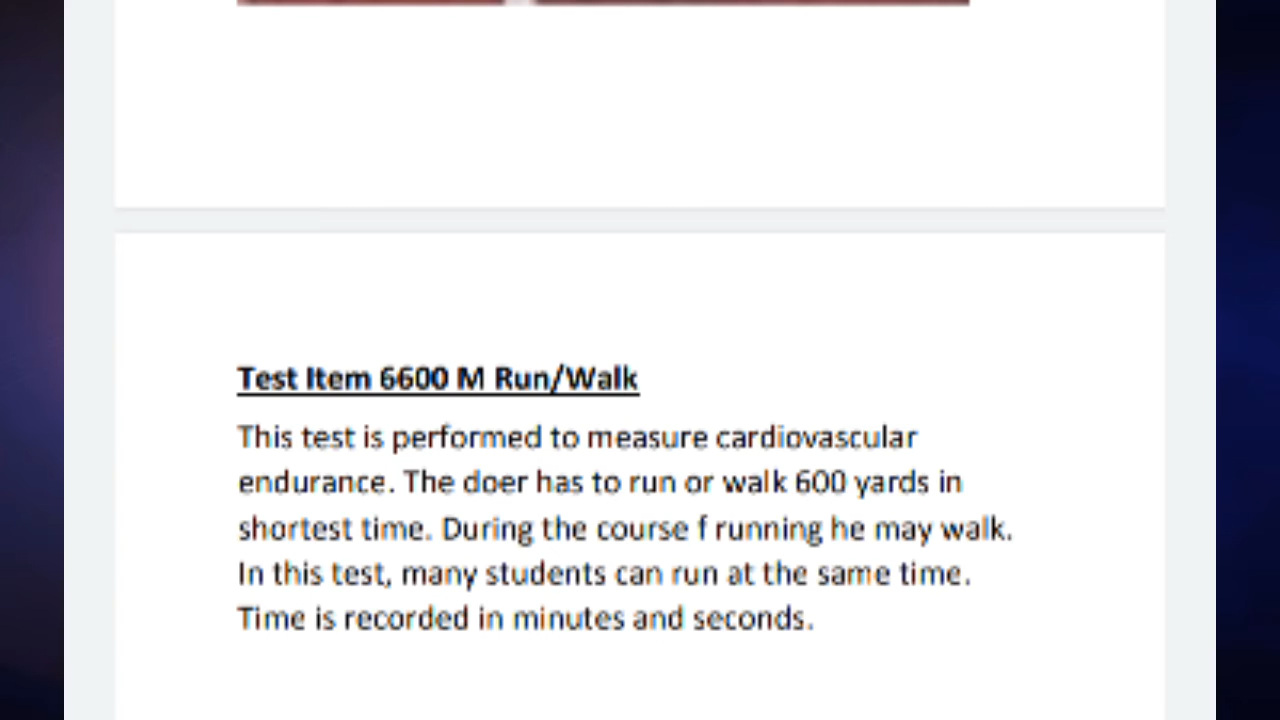 Test Item 6600 M Run/Walk
This test is performed to measure cardiovascular
endurance. The doer has to run or walk 600 yards in
shortest time. During the course f running he may walk.
In this test, many students can run at the same time.
Time is recorded in minutes and seconds.